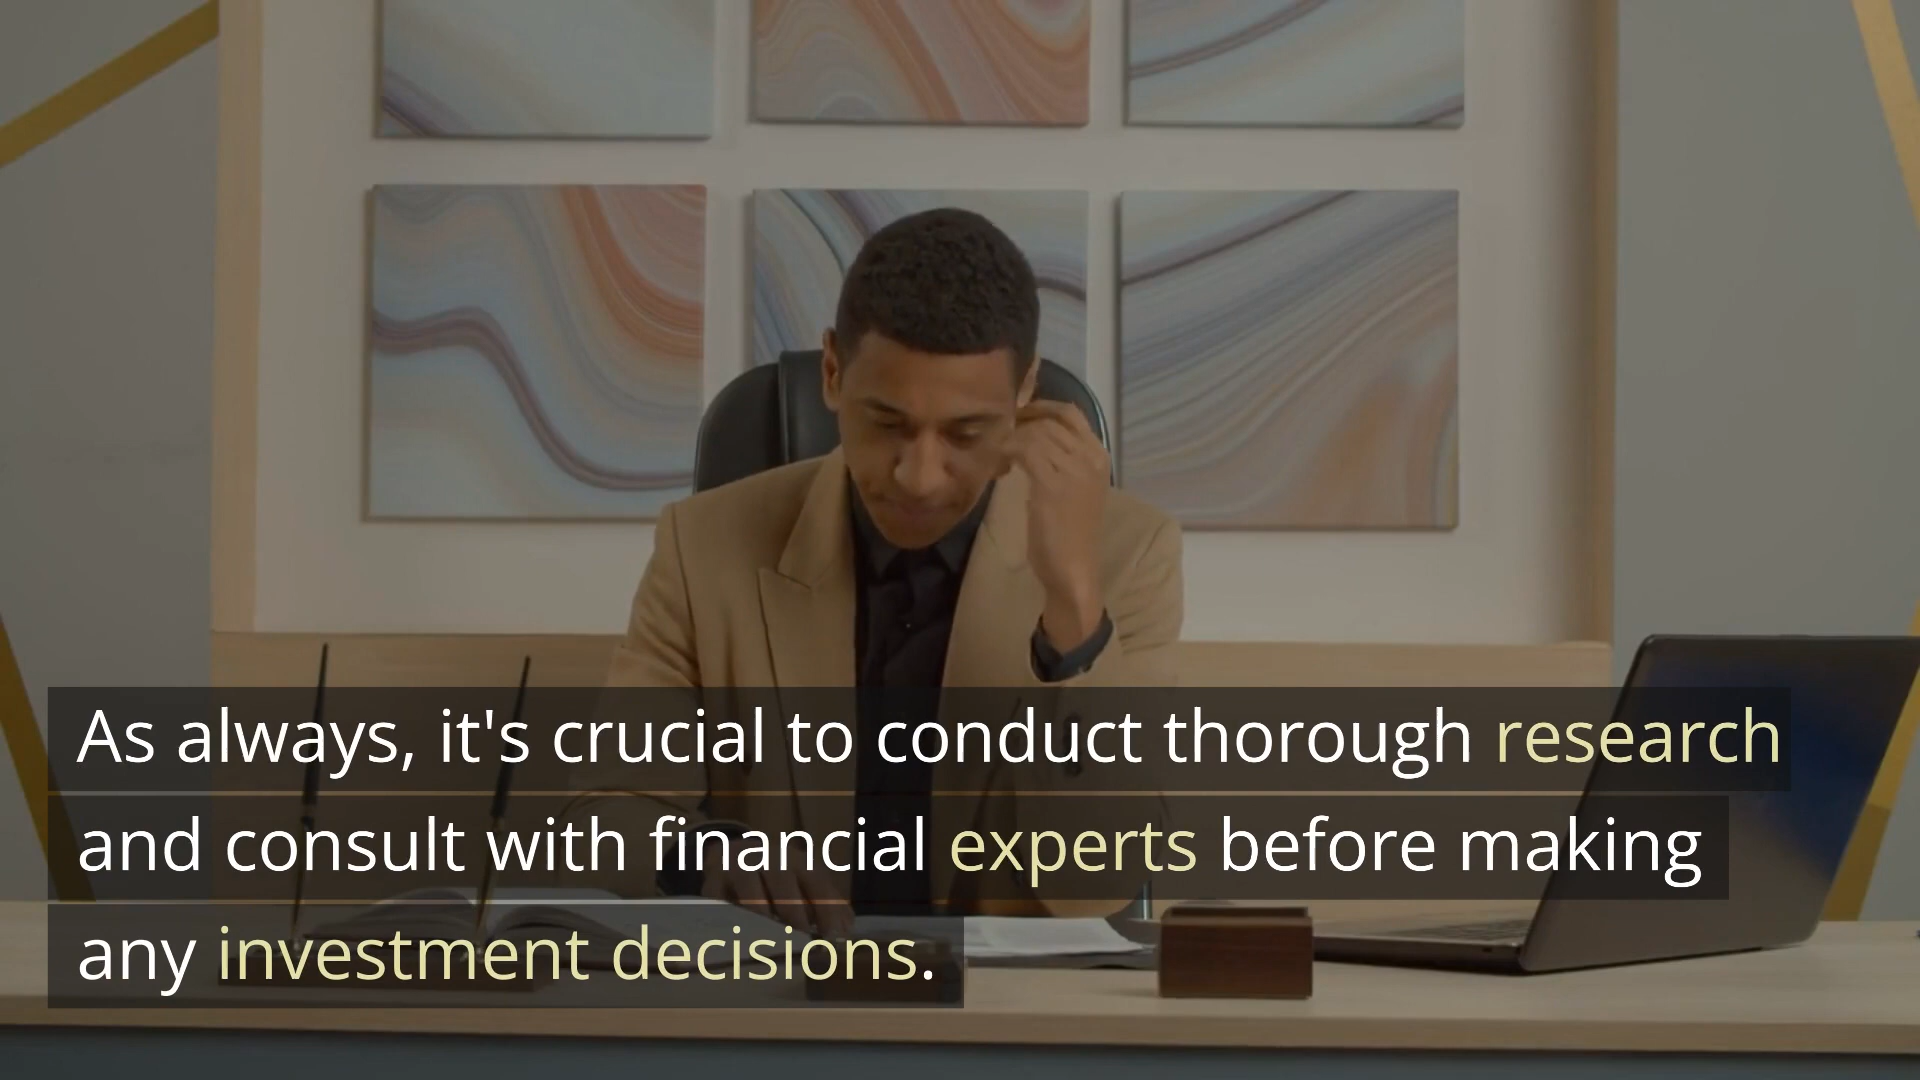 As always, it's crucial to conduct thorough research
and consult with financial experts before making
any investment decisions.